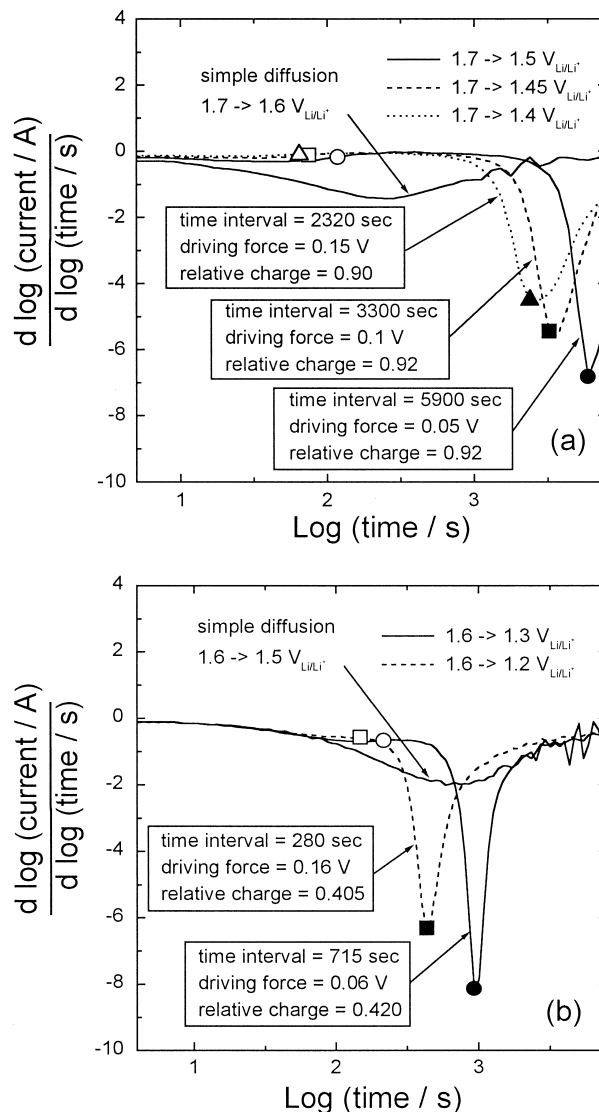 4
2
0
-2
-4
-6
-8
-10
d log (current / A)
d log (time / s)
simple diffusion
1.7 -> 1.6 V Li/Li+
1.7 -> 1.5 V Li/Li+
1.7 -> 1.45 V Li/Li+
1.7 -> 1.4 V Li/Li+
time interval = 2320 sec
driving force = 0.15 V
relative charge = 0.90
time interval = 3300 sec
driving force = 0.1 V
relative charge = 0.92
time interval = 5900 sec
driving force = 0.05 V
relative charge = 0.92
(a)
1
2
3
Log (time / s)
4
2
0
-2
-4
-6
-8
-10
d log (current / A)
d log (time / s)
simple diffusion
1.6 -> 1.5 V Li/Li+
1.6 -> 1.3 V Li/Li+
1.6 -> 1.2 V Li/Li+
time interval = 280 sec
driving force = 0.16 V
relative charge = 0.405
time interval = 715 sec
driving force = 0.06 V
relative charge = 0.420
(b)
1
2
3
Log (time / s)